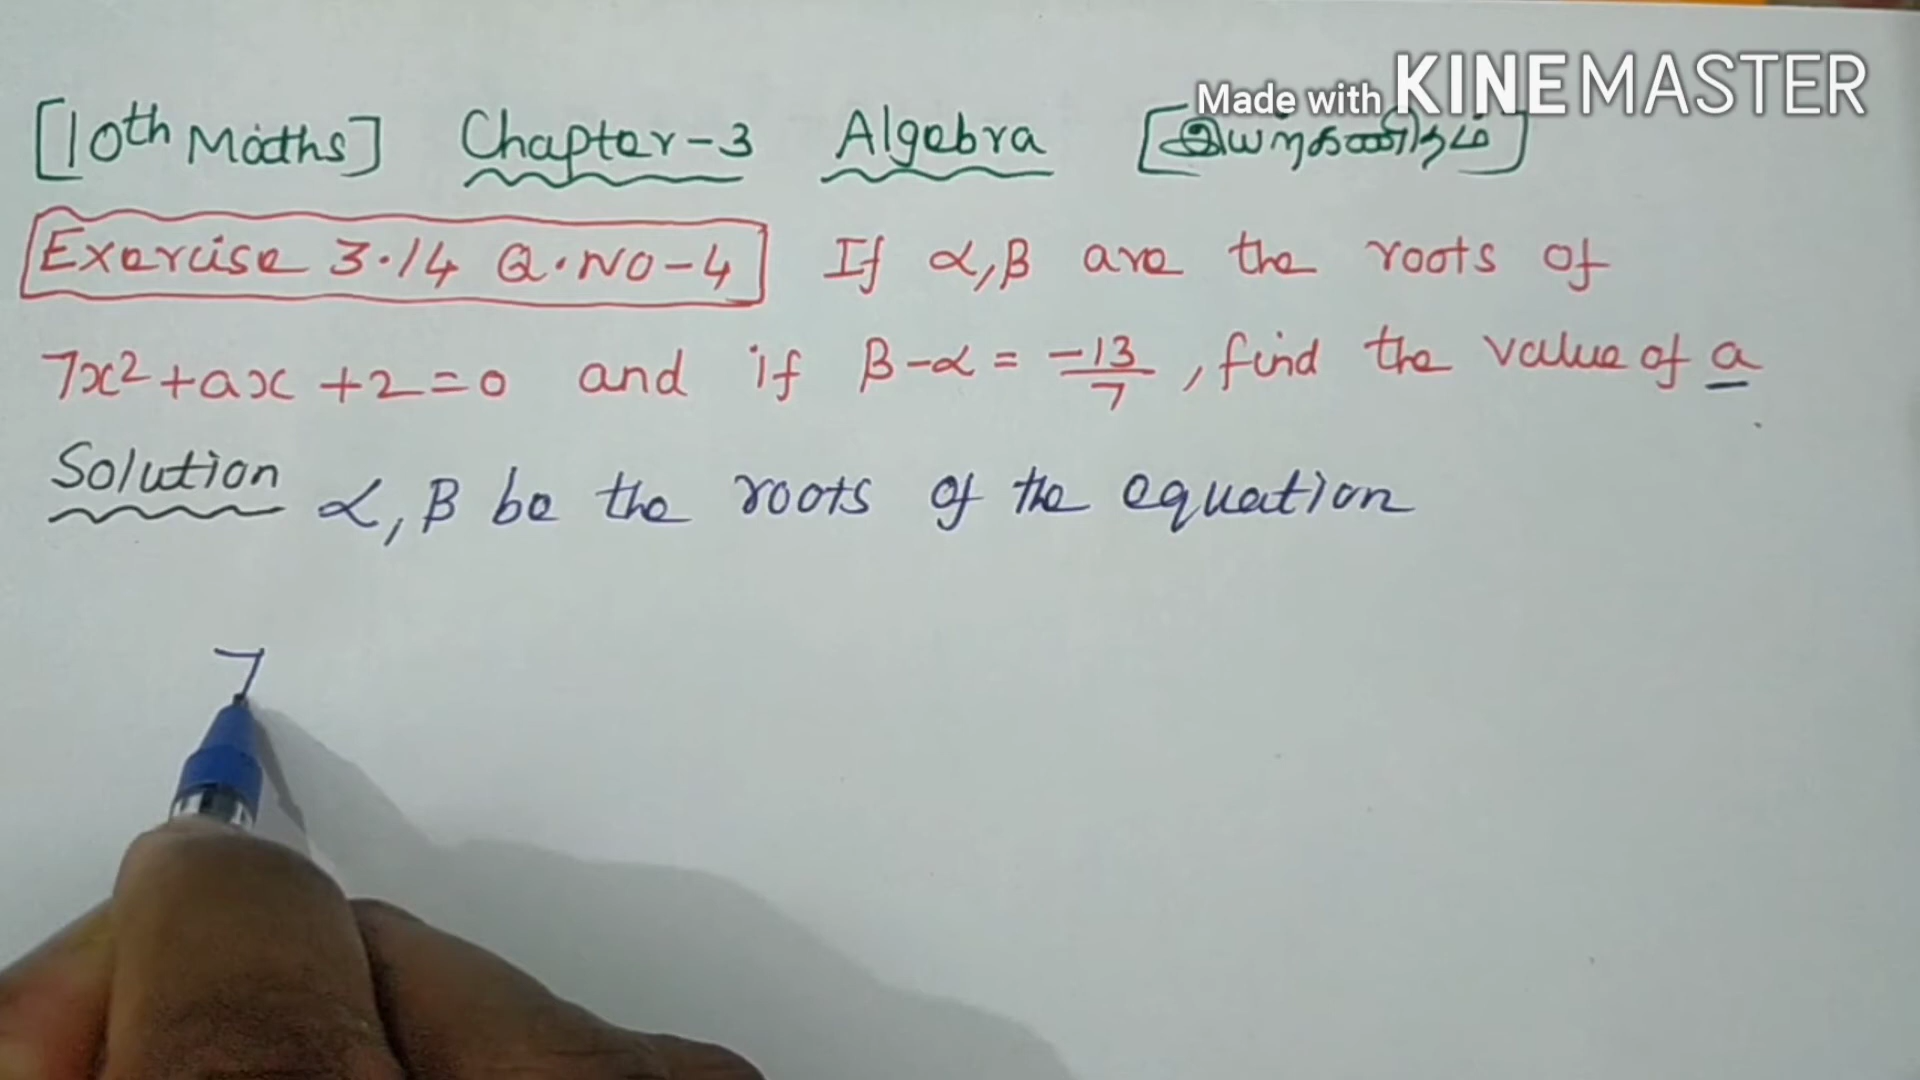 Made with KINEMASTER
[10th Maths] Chapter-3 Algebra [இயற்கணிதம்]
Exercise 3.14 Q.NO-4 If α, β are the roots of
7x²+ax+2=0 and if β-α = -13/7, find the value of a
Solution α, β be the roots of the equation
7